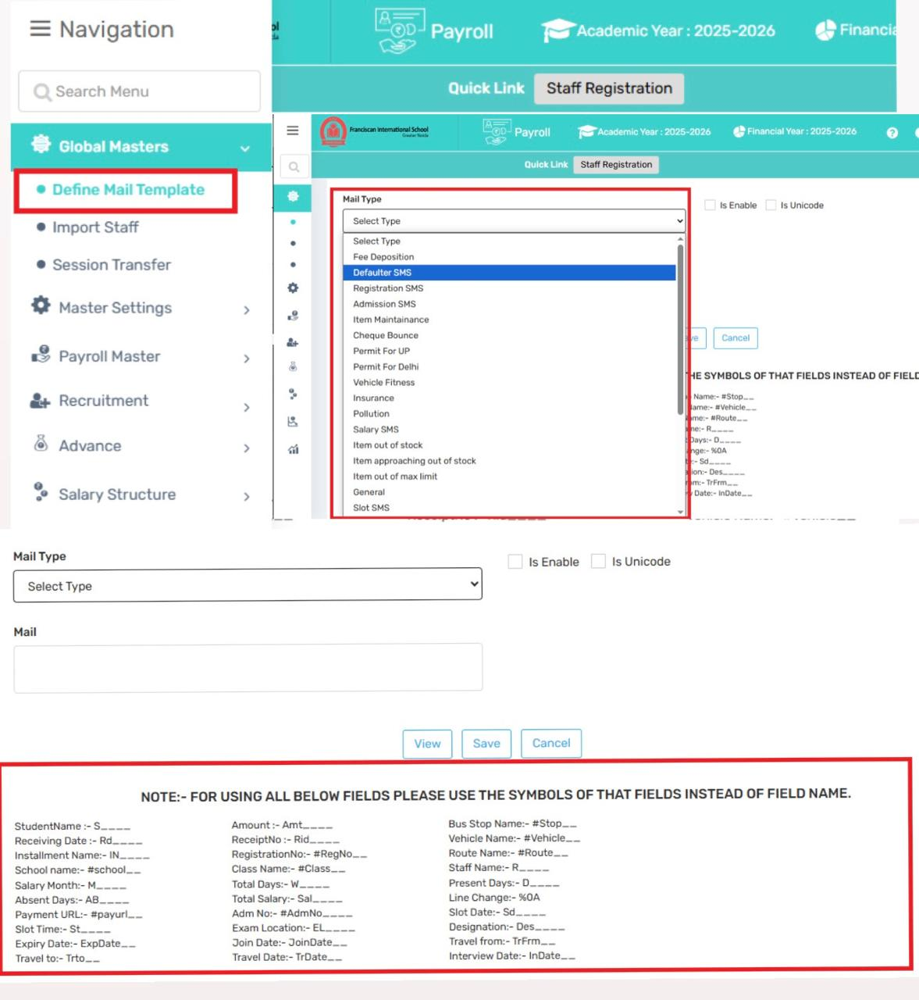 Navigation
Search Menu
Global Masters
Define Mail Template
Import Staff
Session Transfer
Master Settings
Payroll Master
Recruitment
Advance
Salary Structure
Payroll
Academic Year : 2025-2026
Financia
Quick Link
Staff Registration
Franciscan International School
Greater Noida
Payroll
Academic Year : 2025-2026
Financial Year : 2025-2026
Quick Link
Staff Registration
Mail Type
Is Enable
Is Unicode
Select Type
Select Type
Fee Deposition
Defaulter SMS
Registration SMS
Admission SMS
Item Maintainance
Cheque Bounce
Permit For UP
Permit For Delhi
Vehicle Fitness
Insurance
Pollution
Salary SMS
Item out of stock
Item approaching out of stock
Item out of max limit
General
Slot SMS
ve
Cancel
HE SYMBOLS OF THAT FIELDS INSTEAD OF FIELD
Name:- #Stop__
ame:- #Vehicle__
me:- #Route__
ne:- R____
Days:- D____
nge:- %0A
:- Sd____
ion:- Des____
om:- TrFrm__
Date:- InDate__
Mail Type
Is Enable
Is Unicode
Select Type
Mail
View
Save
Cancel
NOTE:- FOR USING ALL BELOW FIELDS PLEASE USE THE SYMBOLS OF THAT FIELDS INSTEAD OF FIELD NAME.
StudentName :- S____
Receiving Date :- Rd____
Installment Name:- IN____
School name:- #school__
Salary Month:- M____
Absent Days:- AB____
Payment URL:- #payurl__
Slot Time:- St____
Expiry Date:- ExpDate__
Travel to:- Trto__
Amount :- Amt____
ReceiptNo :- Rid____
RegistrationNo:- #RegNo__
Class Name:- #Class__
Total Days:- W____
Total Salary:- Sal____
Adm No:- #AdmNo____
Exam Location:- EL____
Join Date:- JoinDate__
Travel Date:- TrDate__
Bus Stop Name:- #Stop__
Vehicle Name:- #Vehicle__
Route Name:- #Route__
Staff Name:- R____
Present Days:- D____
Line Change:- %0A
Slot Date:- Sd____
Designation:- Des____
Travel from:- TrFrm__
Interview Date:- InDate__